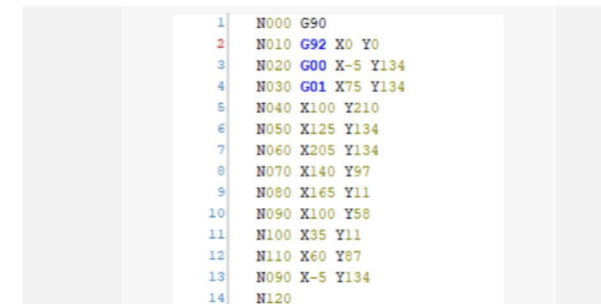 1 N000 G90
2 N010 G92 X0 Y0
3 N020 G00 X-5 Y134
4 N030 G01 X75 Y134
5 N040 X100 Y210
6 N050 X125 Y134
7 N060 X205 Y134
8 N070 X140 Y97
9 N080 X165 Y11
10 N090 X100 Y58
11 N100 X35 Y11
12 N110 X60 Y87
13 N090 X-5 Y134
14 N120